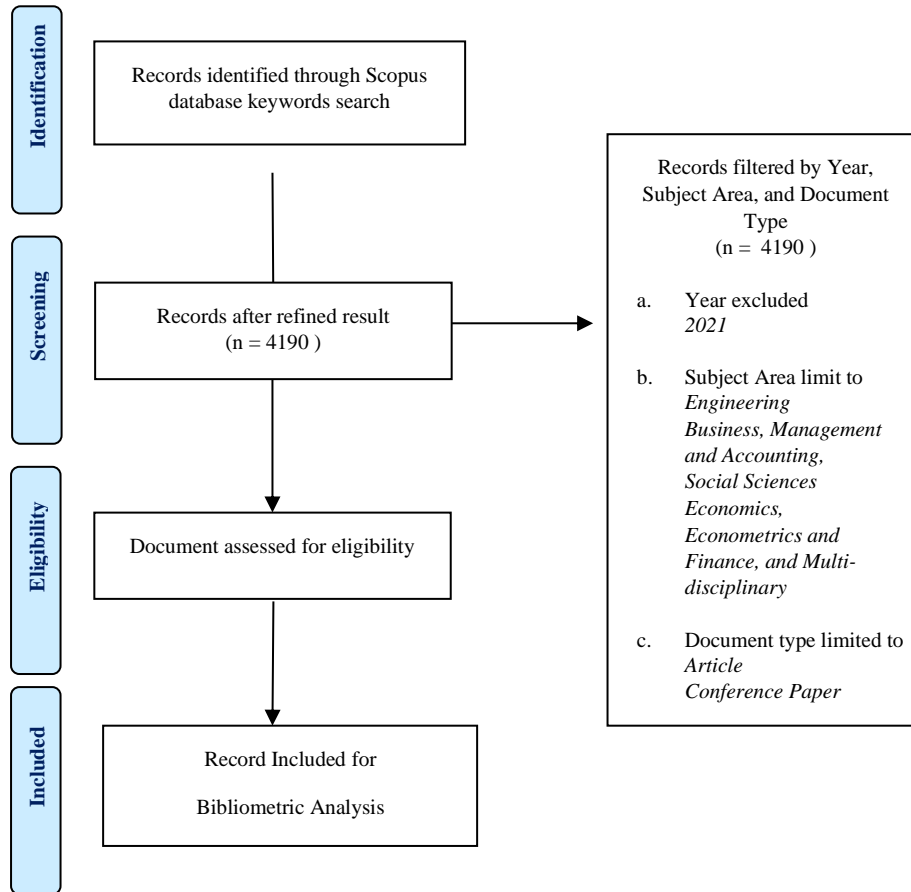 Identification
Records identified through Scopus
database keywords search
Screening
Records after refined result
(n = 4190 )
Records filtered by Year,
Subject Area, and Document
Type
(n =  4190 )
a. Year excluded
2021
b. Subject Area limit to
Engineering
Business, Management
and Accounting,
Social Sciences
Economics,
Econometrics and
Finance, and Multi-
disciplinary
c. Document type limited to
Article
Conference Paper
Eligibility
Document assessed for eligibility
Included
Record Included for
Bibliometric Analysis